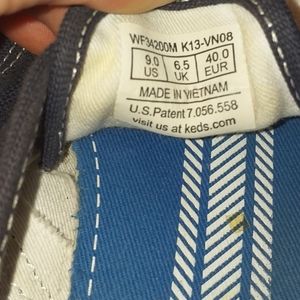 WF34200M K13-VN08
9.0 6.5 40.0
US UK EUR
MADE IN VIETNAM
U.S.Patent 7.056.558
visit us at keds.com